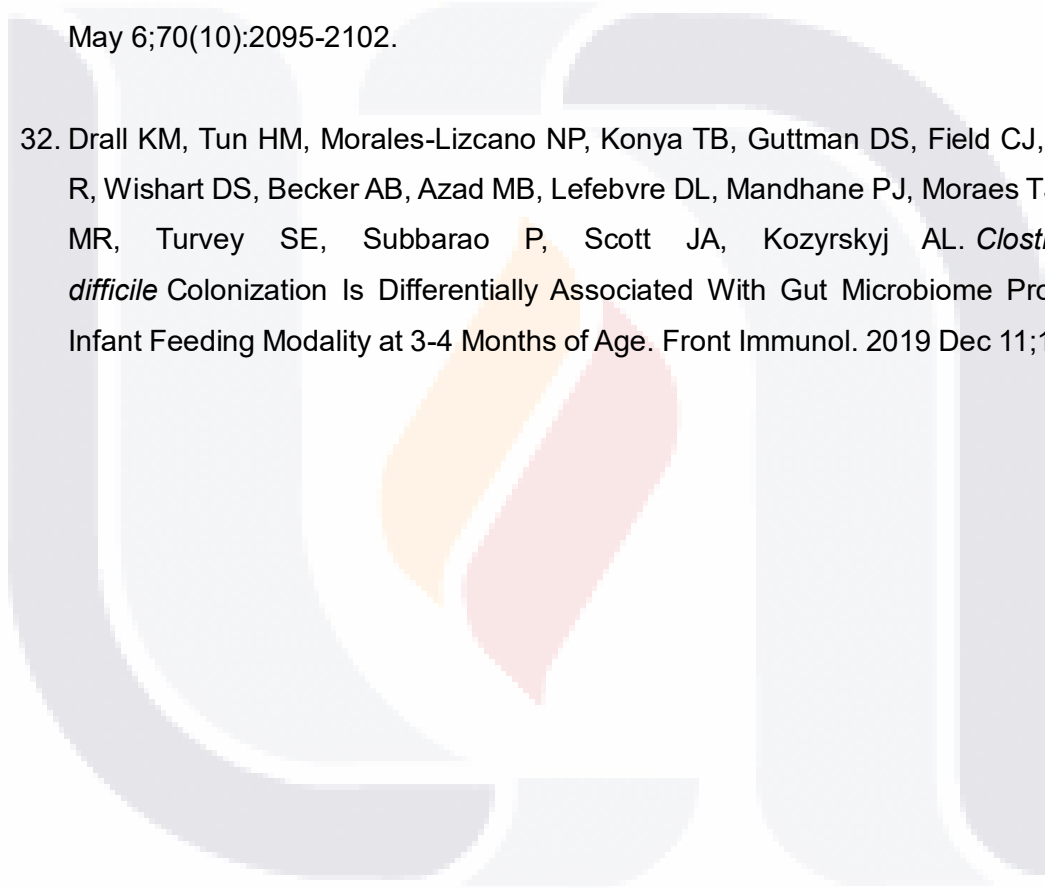 May 6;70(10):2095-2102.
32. Drall KM, Tun HM, Morales-Lizcano NP, Konya TB, Guttman DS, Field CJ,
R, Wishart DS, Becker AB, Azad MB, Lefebvre DL, Mandhane PJ, Moraes
MR, Turvey SE, Subbarao P, Scott JA, Kozyrskyj AL.
difficile Colonization Is Differentially Associated With Gut Microbiome
Infant Feeding Modality at 3-4 Months of Age. Front Immunol. 2019 Dec 11;